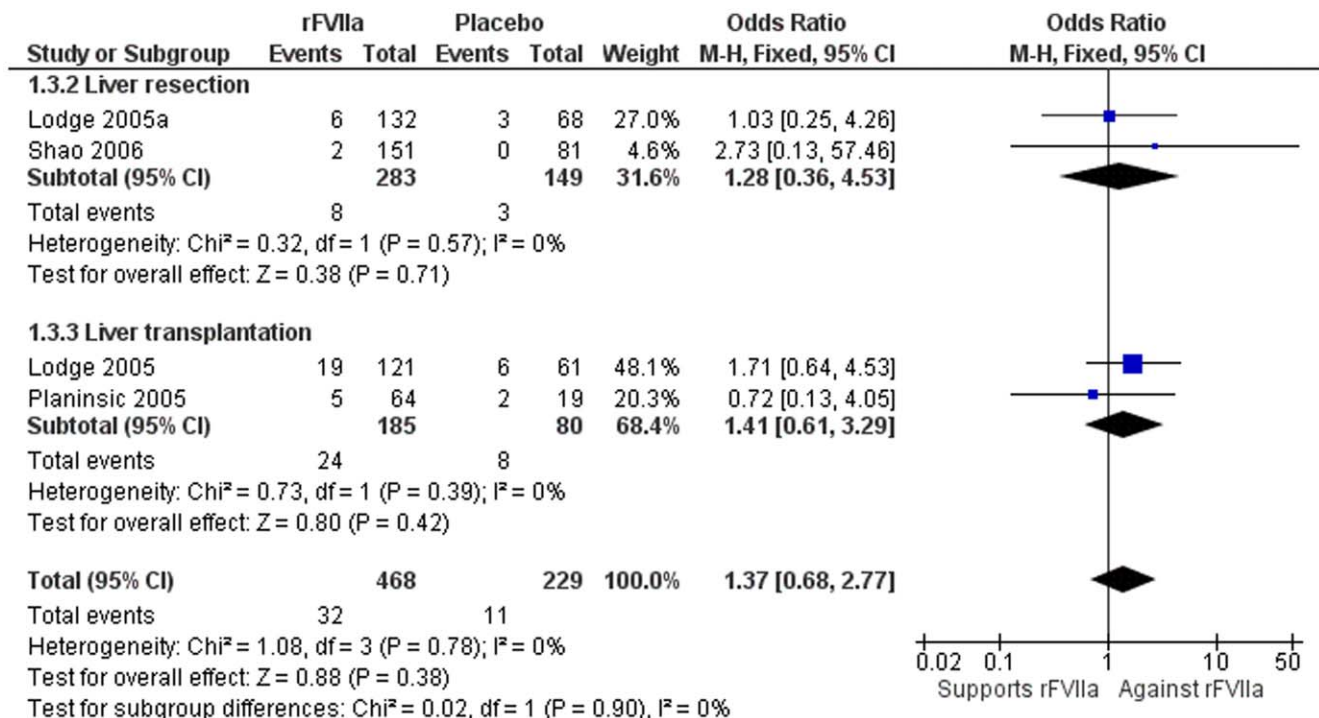 rFVIIa Placebo Odds Ratio Odds Ratio
Study or Subgroup Events Total Events Total Weight M-H, Fixed, 95% CI M-H, Fixed, 95% CI
1.3.2 Liver resection
Lodge 2005a 6 132 3 68 27.0% 1.03 [0.25, 4.26]
Shao 2006 2 151 0 81 4.6% 2.73 [0.13, 57.46]
Subtotal (95% CI) 283 149 31.6% 1.28 [0.36, 4.53]
Total events 8 3
Heterogeneity: Chi² = 0.32, df = 1 (P = 0.57); I² = 0%
Test for overall effect: Z = 0.38 (P = 0.71)
1.3.3 Liver transplantation
Lodge 2005 19 121 6 61 48.1% 1.71 [0.64, 4.53]
Planinsic 2005 5 64 2 19 20.3% 0.72 [0.13, 4.05]
Subtotal (95% CI) 185 80 68.4% 1.41 [0.61, 3.29]
Total events 24 8
Heterogeneity: Chi² = 0.73, df = 1 (P = 0.39); I² = 0%
Test for overall effect: Z = 0.80 (P = 0.42)
Total (95% CI) 468 229 100.0% 1.37 [0.68, 2.77]
Total events 32 11
Heterogeneity: Chi² = 1.08, df = 3 (P = 0.78); I² = 0%
Test for overall effect: Z = 0.88 (P = 0.38)
Test for subgroup differences: Chi² = 0.02, df = 1 (P = 0.90), I² = 0%
0.02 0.1 1 10 50
Supports rFVIIa Against rFVIIa